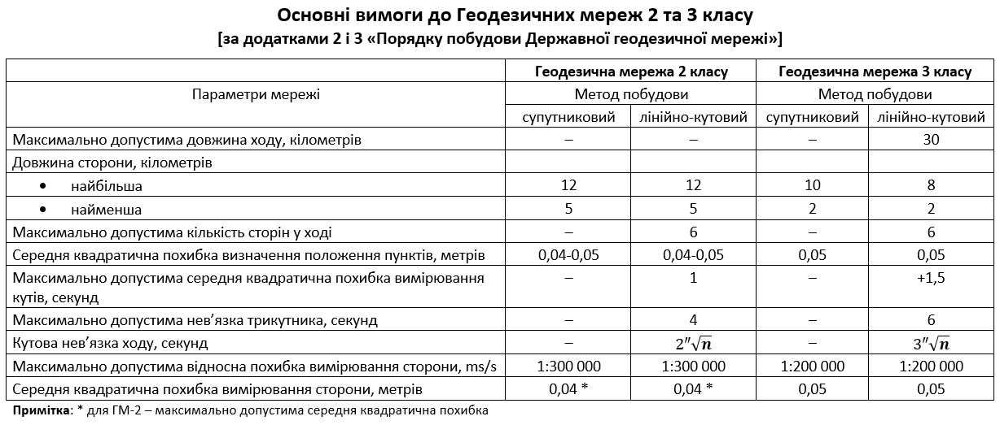 Основні вимоги до Геодезичних мереж 2 та 3 класу
[за додатками 2 і 3 «Порядку побудови Державної геодезичної мережі»]
Геодезична мережа 2 класу Геодезична мережа 3 класу
Параметри мережі Метод побудови Метод побудови
супутниковий лінійно-кутовий супутниковий лінійно-кутовий
Максимально допустима довжина ходу, кілометрів – – – 30
Довжина сторони, кілометрів
• найбільша 12 12 10 8
• найменша 5 5 2 2
Максимально допустима кількість сторін у ході – 6 – 6
Середня квадратична похибка визначення положення пунктів, метрів 0,04-0,05 0,04-0,05 0,05 0,05
Максимально допустима середня квадратична похибка вимірювання – 1 – +1,5
кутів, секунд
Максимально допустима нев’язка трикутника, секунд – 4 – 6
Кутова нев’язка ходу, секунд – 2″√n – 3″√n
Максимально допустима відносна похибка вимірювання сторони, ms/s 1:300 000 1:300 000 1:200 000 1:200 000
Середня квадратична похибка вимірювання сторони, метрів 0,04 * 0,04 * 0,05 0,05
Примітка: * для ГМ-2 – максимально допустима середня квадратична похибка